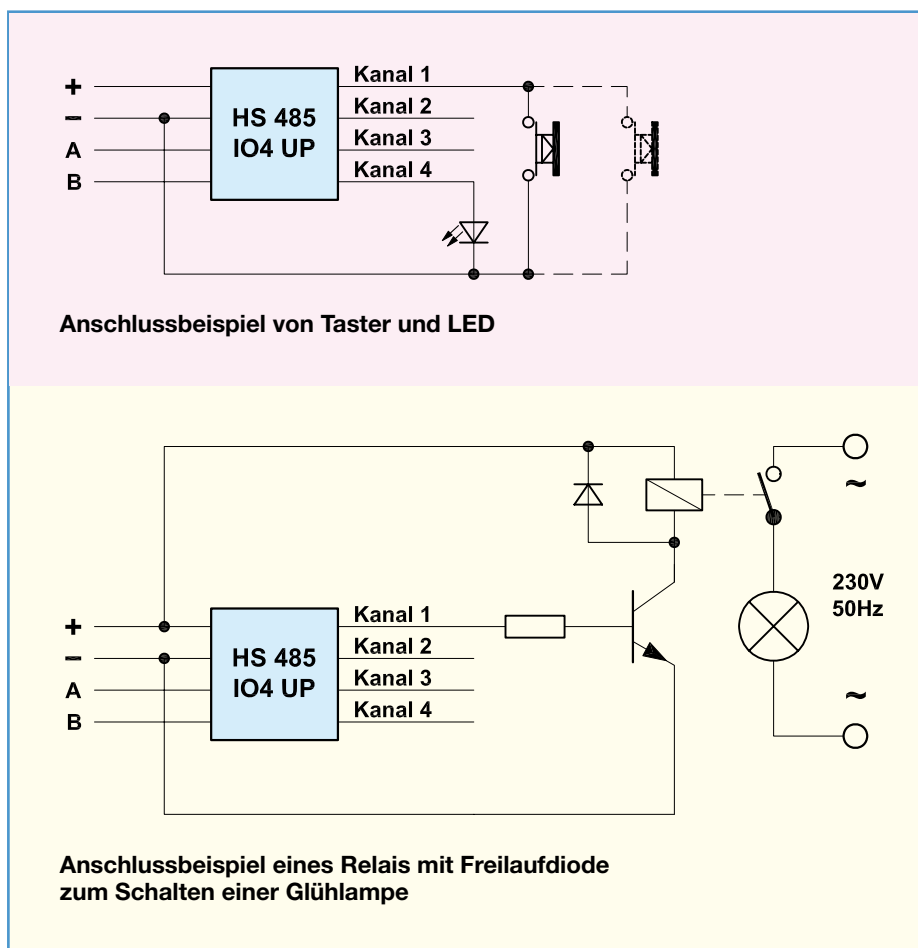 +
–
A
B
HS 485
IO4 UP
Kanal 1
Kanal 2
Kanal 3
Kanal 4
Anschlussbeispiel von Taster und LED
+
–
A
B
HS 485
IO4 UP
Kanal 1
Kanal 2
Kanal 3
Kanal 4
~
230V
50Hz
~
Anschlussbeispiel eines Relais mit Freilaufdiode
zum Schalten einer Glühlampe